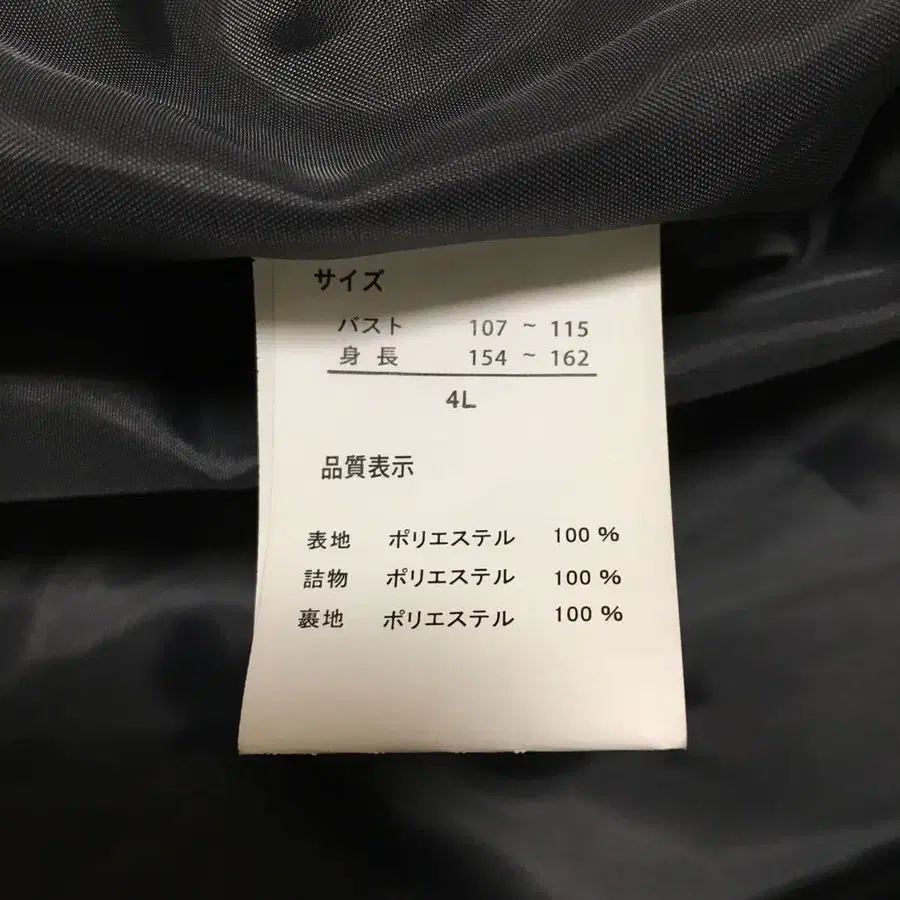 サイズ
バスト 107 ~ 115
身長 154 ~ 162
4L
品質表示
表地 ポリエステル 100 %
詰物 ポリエステル 100 %
裏地 ポリエステル 100 %